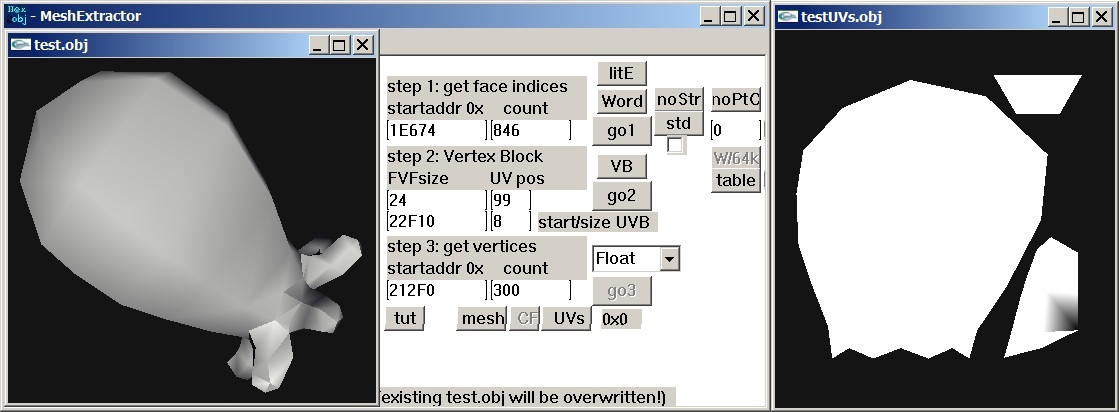 Hex
obj - MeshExtractor
test.obj
testUVs.obj
litE
step 1: get face indices
startaddr 0x count
Word noStr noPtC
1E674 846 go1 std 0
step 2: Vertex Block
VB W/64k
FVFsize UV pos
table
24 99 go2
22F10 8 start/size UVB
step 3: get vertices
startaddr 0x count
Float
212F0 300 go3
tut mesh CF UVs 0x0
(existing test.obj will be overwritten!)